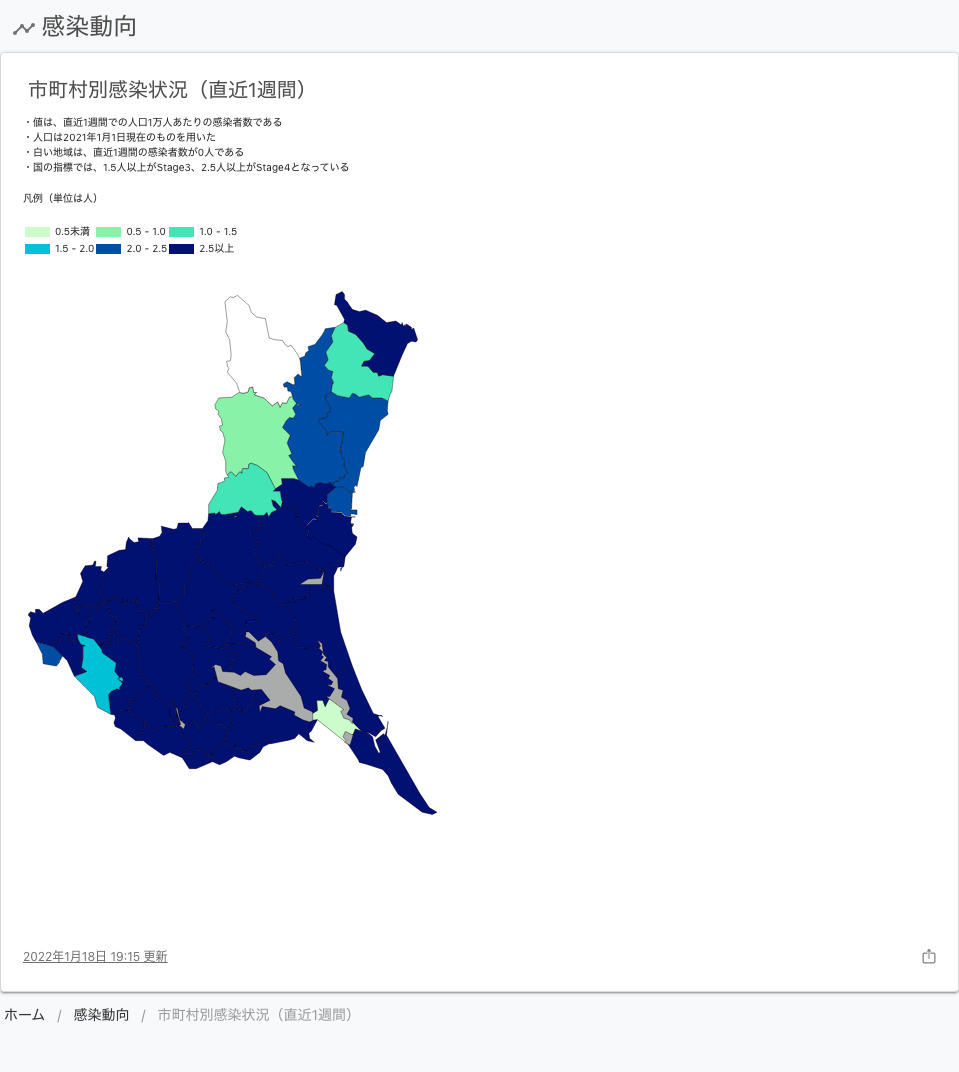 感染動向
市町村別感染状況（直近1週間）
・値は、直近1週間での人口1万人あたりの感染者数である
・人口は2021年1月1日現在のものを用いた
・白い地域は、直近1週間の感染者数が0人である
・国の指標では、1.5人以上がStage3、2.5人以上がStage4となっている
凡例（単位は人）
0.5未満 0.5 - 1.0 1.0 - 1.5
1.5 - 2.0 2.0 - 2.5 2.5以上
2022年1月18日 19:15 更新
ホーム / 感染動向 / 市町村別感染状況（直近1週間）